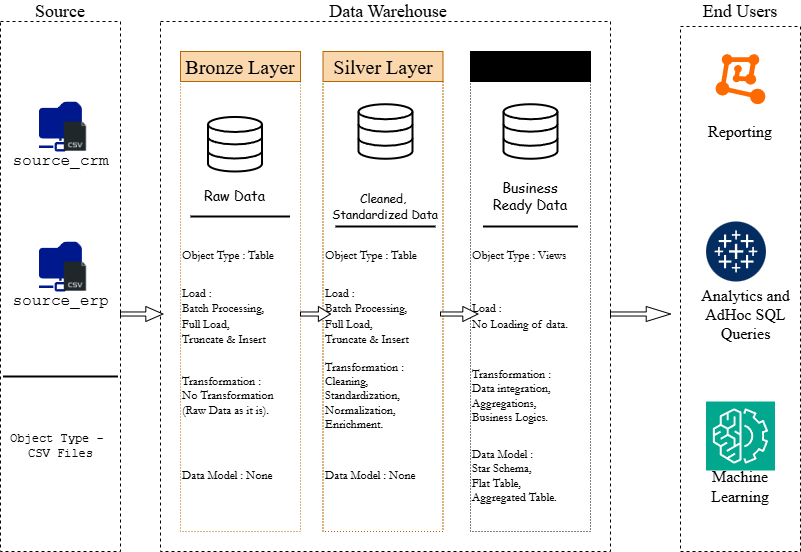 Source
Data Warehouse
End Users
source_crm
CSV
source_erp
CSV
Object Type -
CSV Files
Bronze Layer
Raw Data
Object Type : Table
Load :
Batch Processing,
Full Load,
Truncate & Insert
Transformation :
No Transformation
(Raw Data as it is).
Data Model : None
Silver Layer
Cleaned,
Standardized Data
Object Type : Table
Load :
Batch Processing,
Full Load,
Truncate & Insert
Transformation :
Cleaning,
Standardization,
Normalization,
Enrichment.
Data Model : None
Business
Ready Data
Object Type : Views
Load :
No Loading of data.
Transformation :
Data integration,
Aggregations,
Business Logics.
Data Model :
Star Schema,
Flat Table,
Aggregated Table.
Reporting
Analytics and
AdHoc SQL
Queries
Machine
Learning